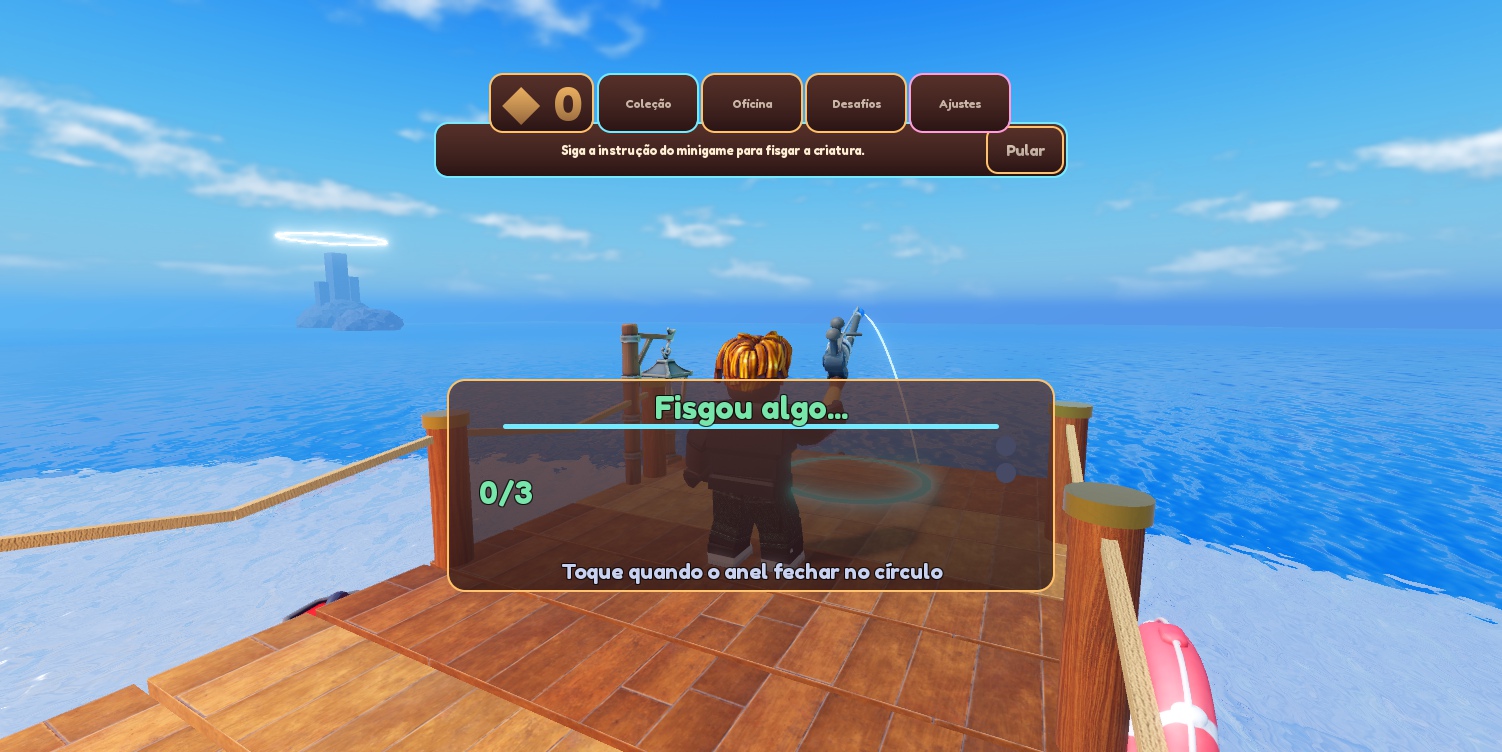 0
Coleção
Oficina
Desafios
Ajustes
Siga a instrução do minigame para fisgar a criatura.
Pular
Fisgou algo...
0/3
Toque quando o anel fechar no círculo